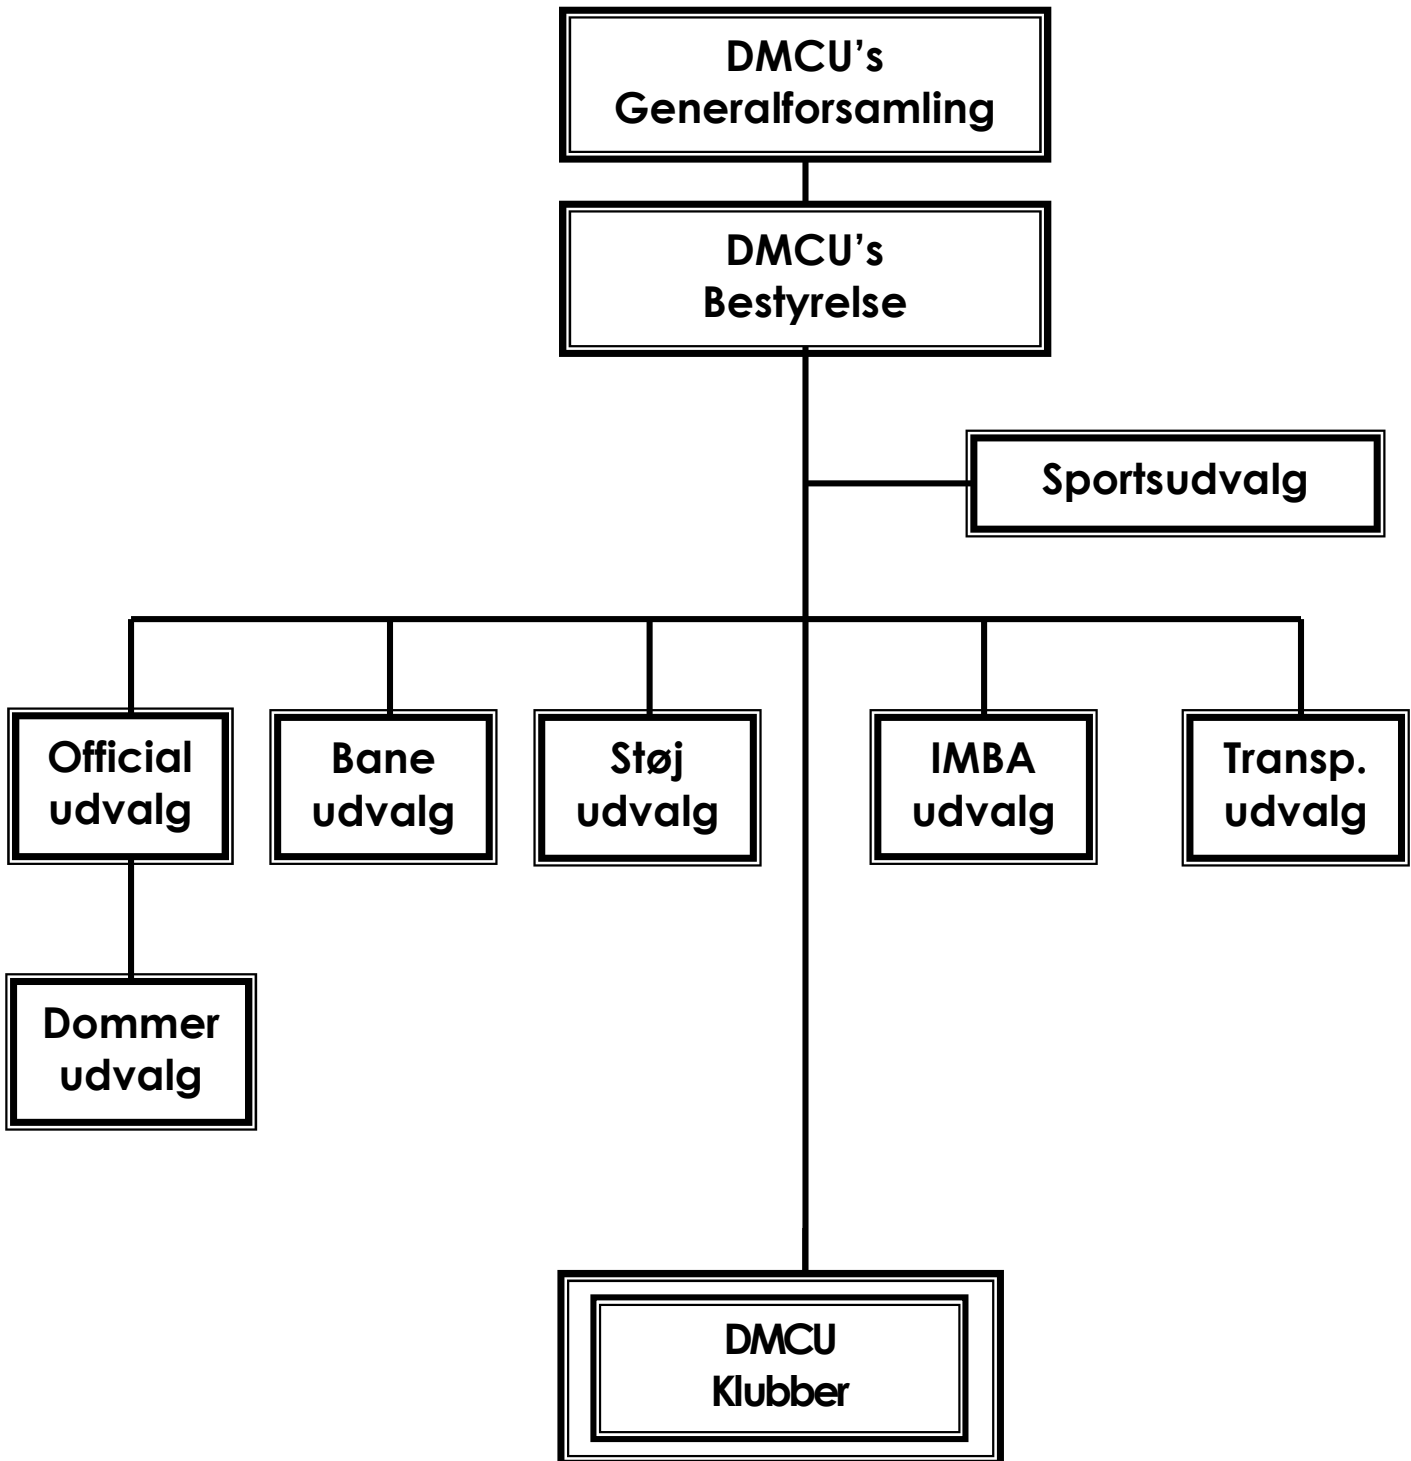 DMCU’s
Generalforsamling
DMCU’s
Bestyrelse
Sportsudvalg
Official
udvalg
Bane
udvalg
Støj
udvalg
IMBA
udvalg
Transp.
udvalg
Dommer
udvalg
DMCU
Klubber